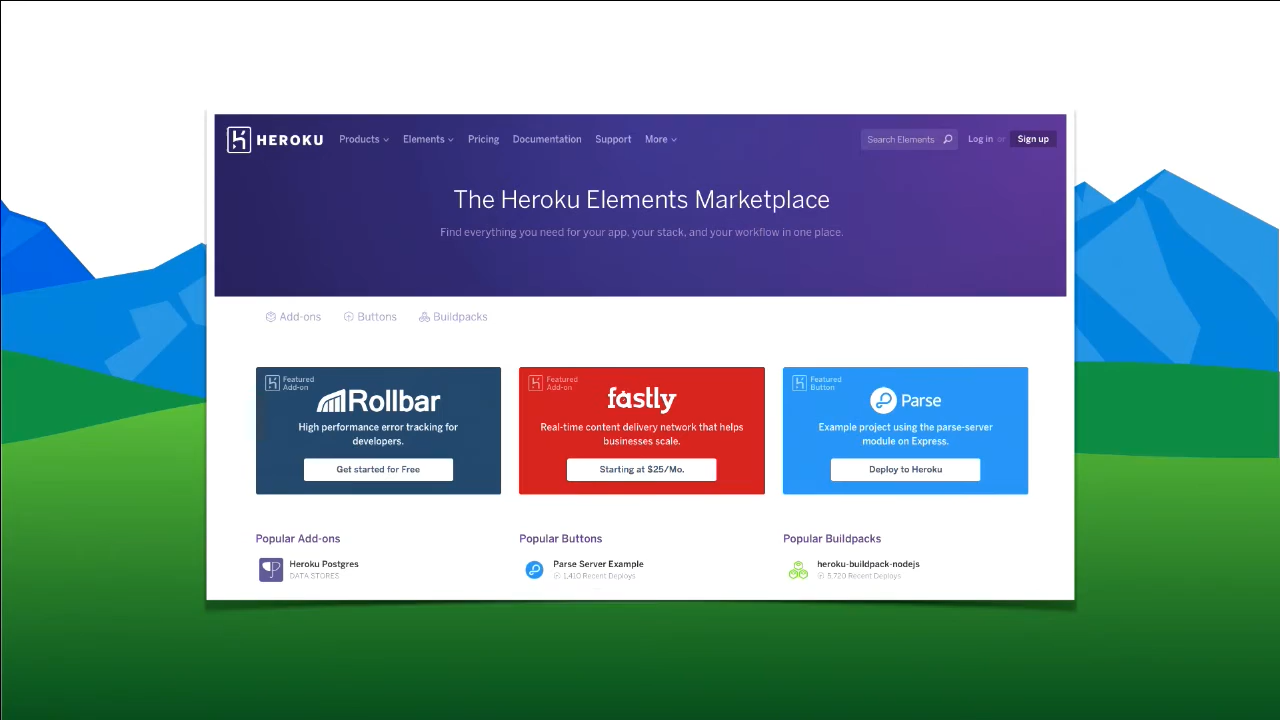 HEROKU Products Elements Pricing Documentation Support More Search Elements Log in or Sign up
The Heroku Elements Marketplace
Find everything you need for your app, your stack, and your workflow in one place.
Add-ons Buttons Buildpacks
Featured
Add-on
Rollbar
High performance error tracking for
developers.
Get started for Free
Featured
Add-on
fastly
Real-time content delivery network that helps
businesses scale.
Starting at $25/Mo.
Featured
Button
Parse
Example project using the parse-server
module on Express.
Deploy to Heroku
Popular Add-ons
Heroku Postgres
DATA STORES
Popular Buttons
Parse Server Example
1,410 Recent Deploys
Popular Buildpacks
heroku-buildpack-nodejs
5,720 Recent Deploys